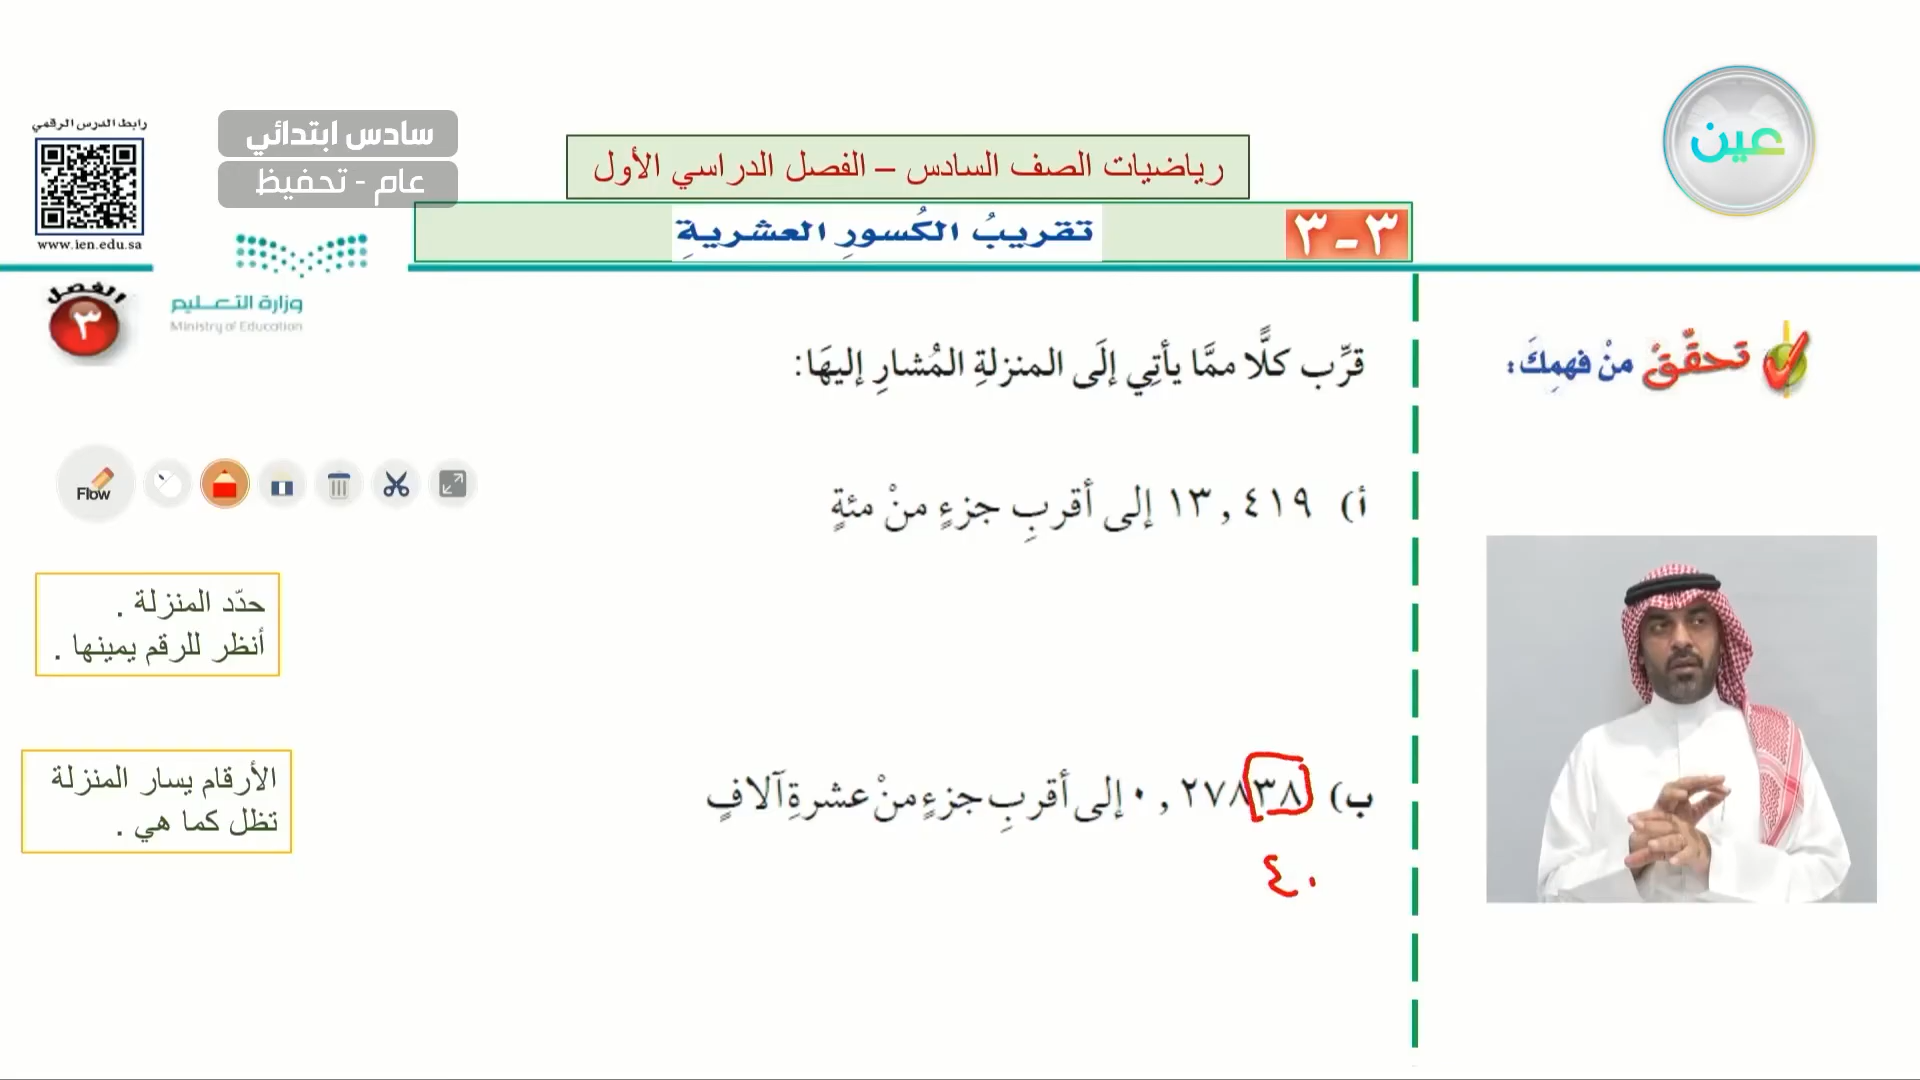 رابط الدرس الرقمي
www.ien.edu.sa
سادس ابتدائي
عام - تحفيظ
عين
رياضيات الصف السادس – الفصل الدراسي الأول
٣ - ٣
تقريبُ الكُسورِ العشريةِ
الفصل
٣
وزارة التعليم
Ministry of Education
تحقَّقْ منْ فهمِكَ:
قرِّب كلًّا ممَّا يأتِي إلَى المنزلةِ المُشارِ إليهَا:
Flow
أ) ١٣,٤١٩ إلى أقربِ جزءٍ منْ مئةٍ
حدّد المنزلة .
أنظر للرقم يمينها .
ب) ٠,٢٧٨٣٨ إلى أقربِ جزءٍ منْ عشرةِ آلافٍ
٤٠
الأرقام يسار المنزلة
تظل كما هي .